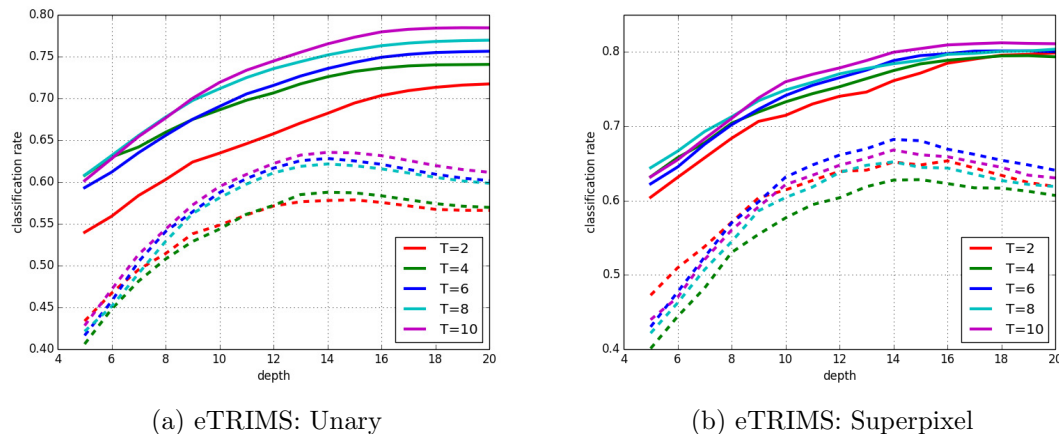 0.80
0.75
0.70
0.65
0.60
0.55
0.50
0.45
0.40
classification rate
4 6 8 10 12 14 16 18 20
depth
T=2
T=4
T=6
T=8
T=10
(a) eTRIMS: Unary
0.8
0.7
0.6
0.5
0.4
classification rate
4 6 8 10 12 14 16 18 20
depth
T=2
T=4
T=6
T=8
T=10
(b) eTRIMS: Superpixel